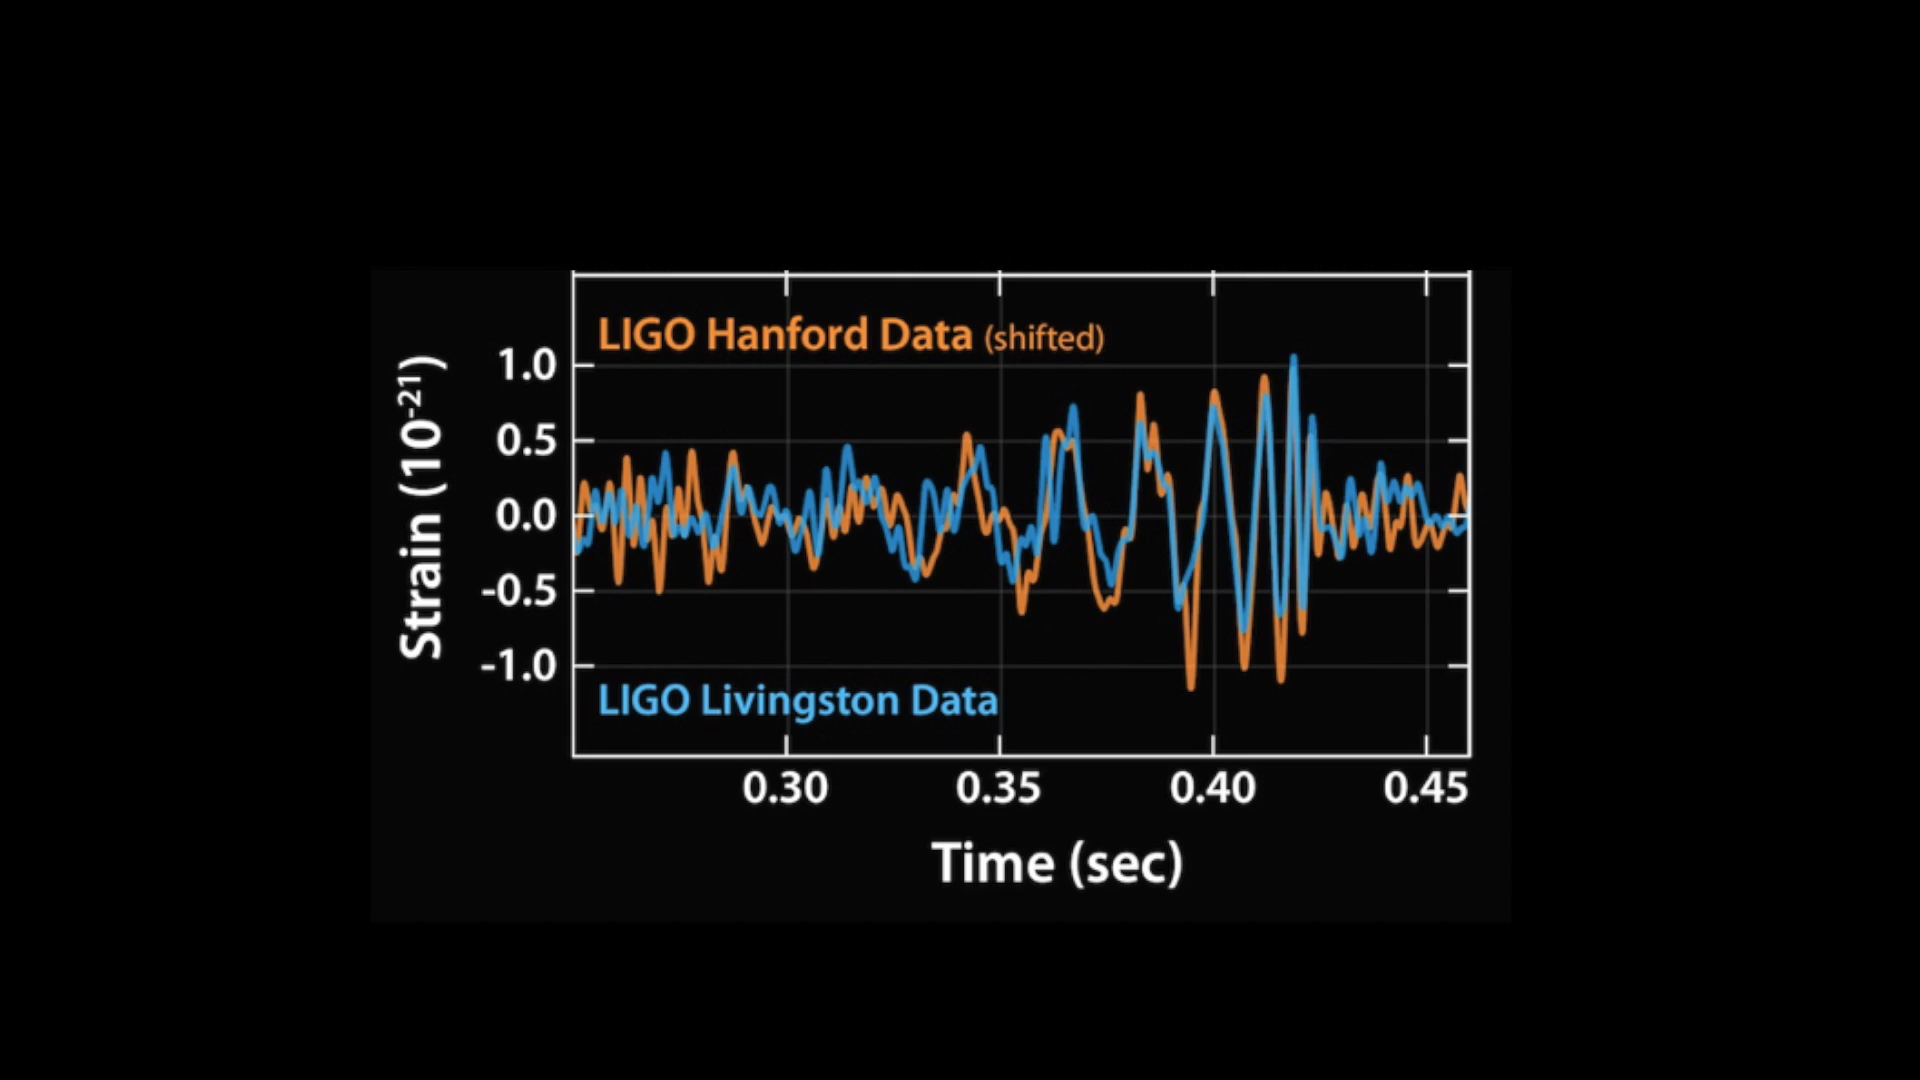 LIGO Hanford Data (shifted)
Strain (10⁻²¹)
1.0
0.5
0.0
-0.5
-1.0
LIGO Livingston Data
0.30 0.35 0.40 0.45
Time (sec)